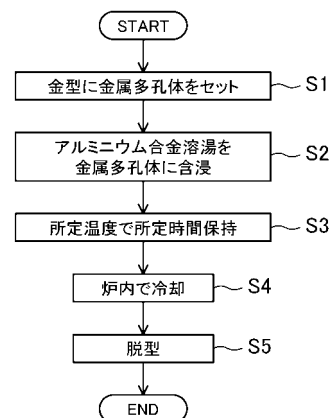 START
金型に金属多孔体をセット
S1
アルミニウム合金溶湯を
金属多孔体に含浸
S2
所定温度で所定時間保持
S3
炉内で冷却
S4
脱型
S5
END